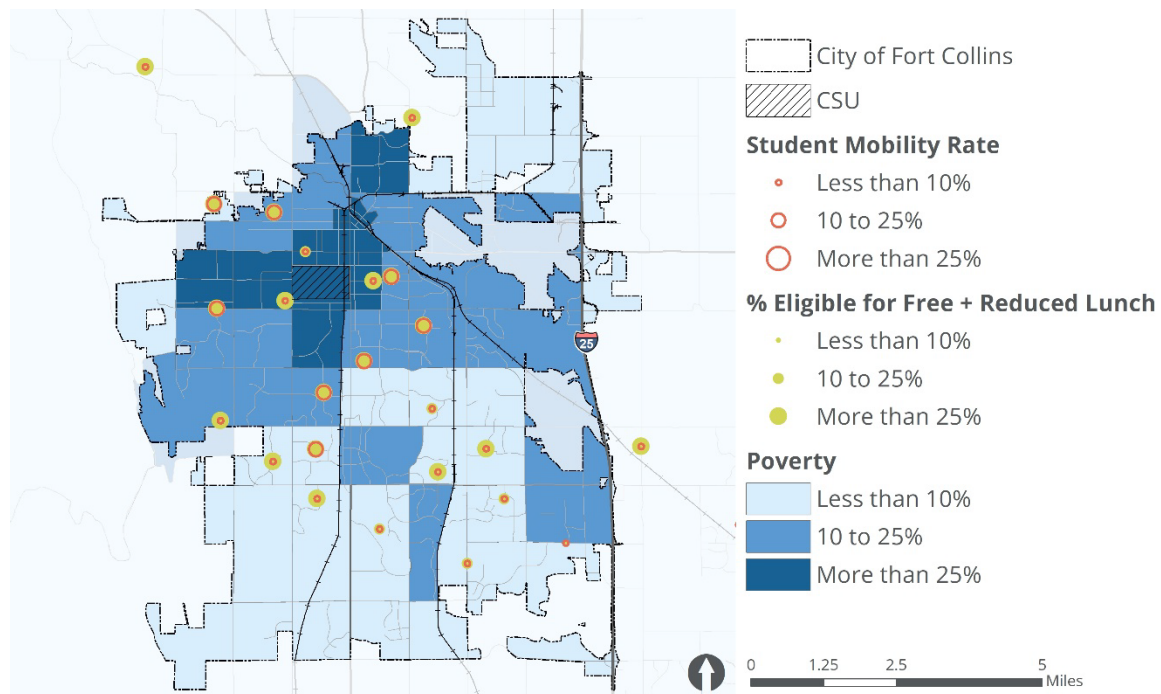 City of Fort Collins
CSU
Student Mobility Rate
Less than 10%
10 to 25%
More than 25%
% Eligible for Free + Reduced Lunch
Less than 10%
10 to 25%
More than 25%
Poverty
Less than 10%
10 to 25%
More than 25%
25
0 1.25 2.5 5
Miles